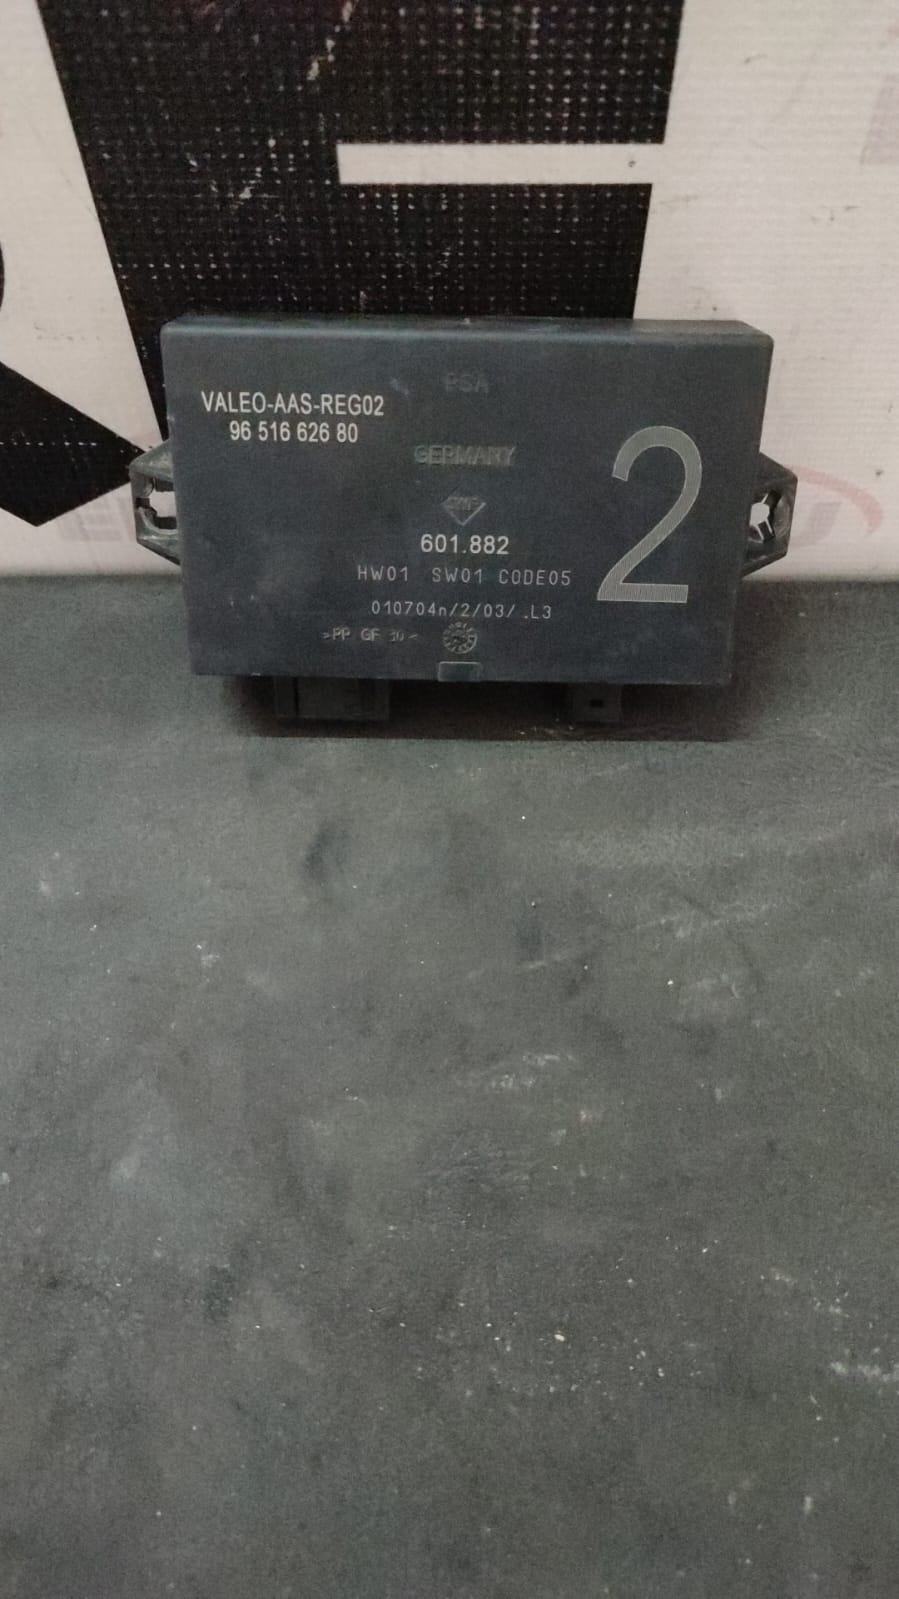 PSA
VALEO-AAS-REG02
96 516 626 80
GERMANY
2
601.882
HW01 SW01 CODE05
010704n/2/03/ .L3
>PP GF 30<